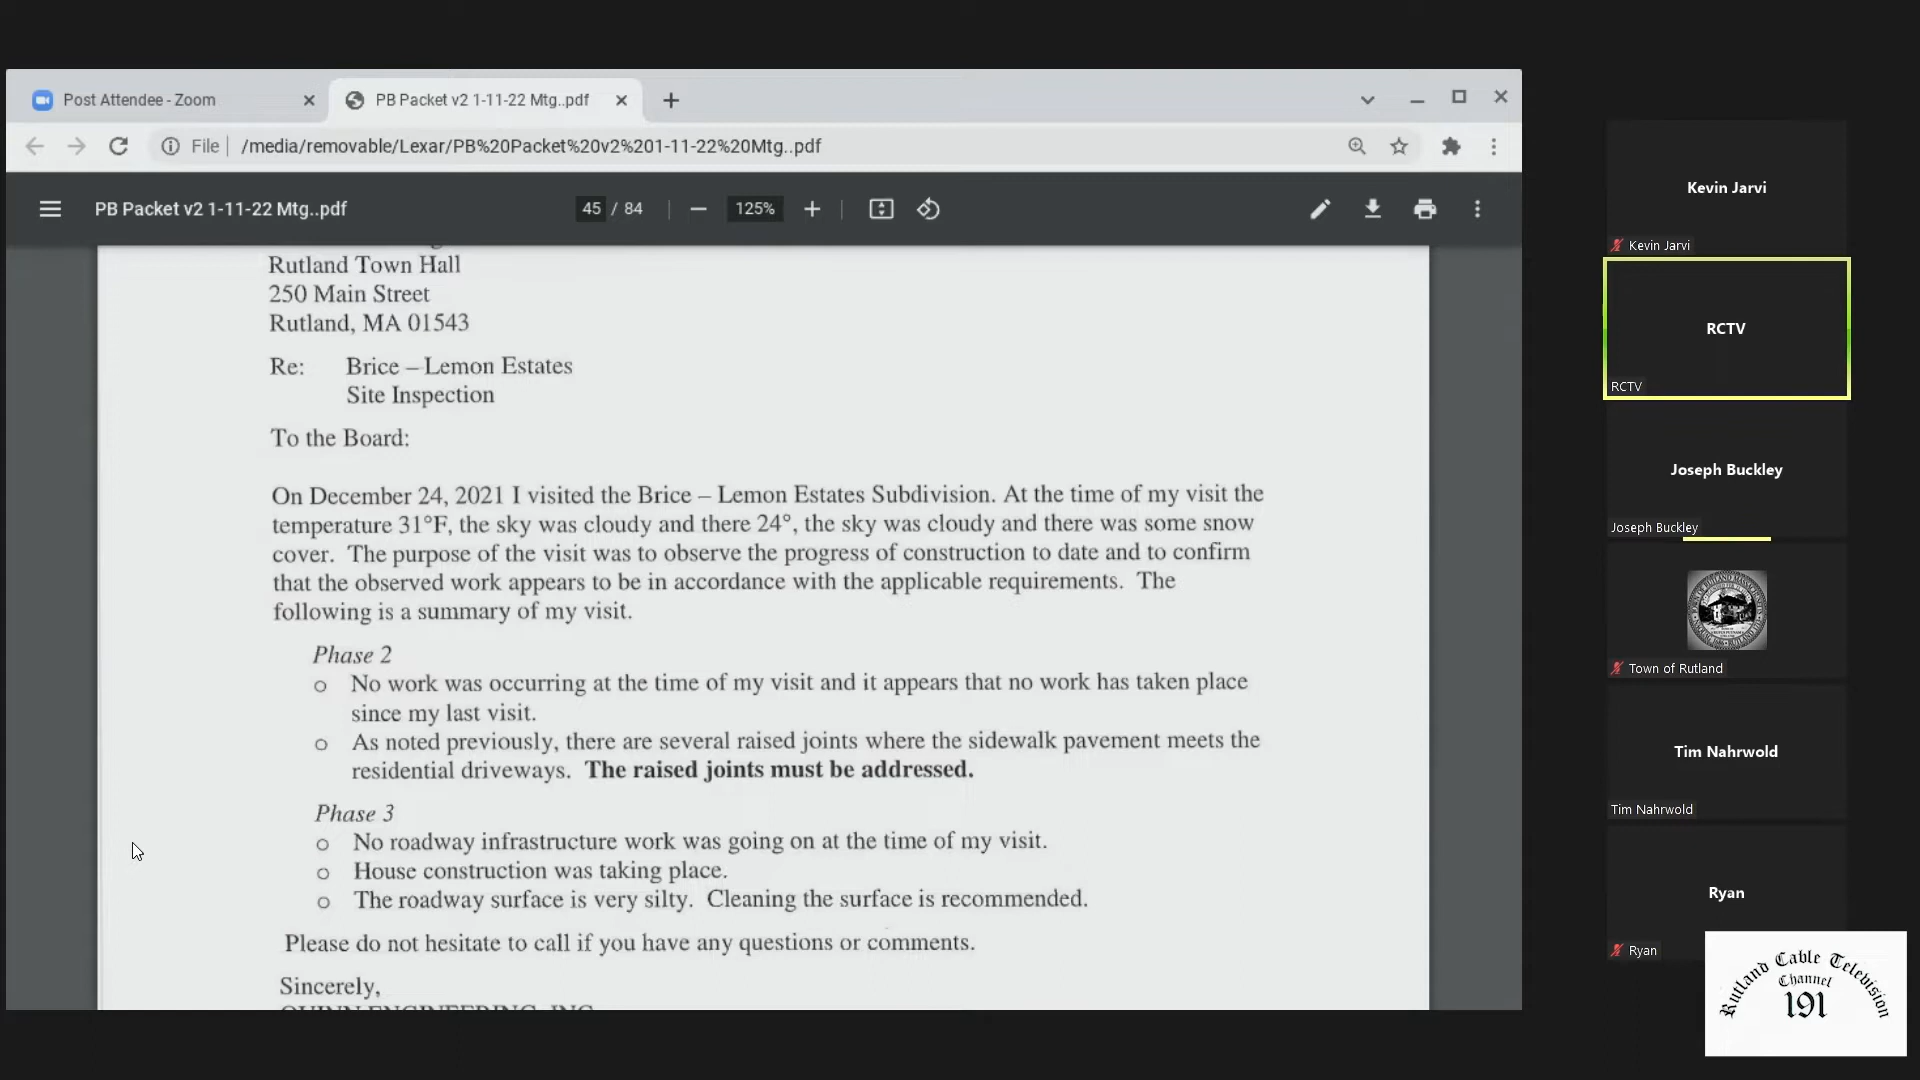 Post Attendee - Zoom
PB Packet v2 1-11-22 Mtg..pdf
File
/media/removable/Lexar/PB%20Packet%20v2%201-11-22%20Mtg..pdf
PB Packet v2 1-11-22 Mtg..pdf
45 / 84
125%
Rutland Town Hall
250 Main Street
Rutland, MA 01543
Re: Brice – Lemon Estates
Site Inspection
To the Board:
On December 24, 2021 I visited the Brice – Lemon Estates Subdivision. At the time of my visit the
temperature 31°F, the sky was cloudy and there 24°, the sky was cloudy and there was some snow
cover. The purpose of the visit was to observe the progress of construction to date and to confirm
that the observed work appears to be in accordance with the applicable requirements. The
following is a summary of my visit.
Phase 2
o No work was occurring at the time of my visit and it appears that no work has taken place
since my last visit.
o As noted previously, there are several raised joints where the sidewalk pavement meets the
residential driveways. The raised joints must be addressed.
Phase 3
o No roadway infrastructure work was going on at the time of my visit.
o House construction was taking place.
o The roadway surface is very silty. Cleaning the surface is recommended.
Please do not hesitate to call if you have any questions or comments.
Sincerely,
QUINN ENGINEERING, INC.
Kevin Jarvi
Kevin Jarvi
RCTV
RCTV
Joseph Buckley
Joseph Buckley
Town of Rutland
Tim Nahrwold
Tim Nahrwold
Ryan
Ryan
Rutland Cable Television
Channel
191